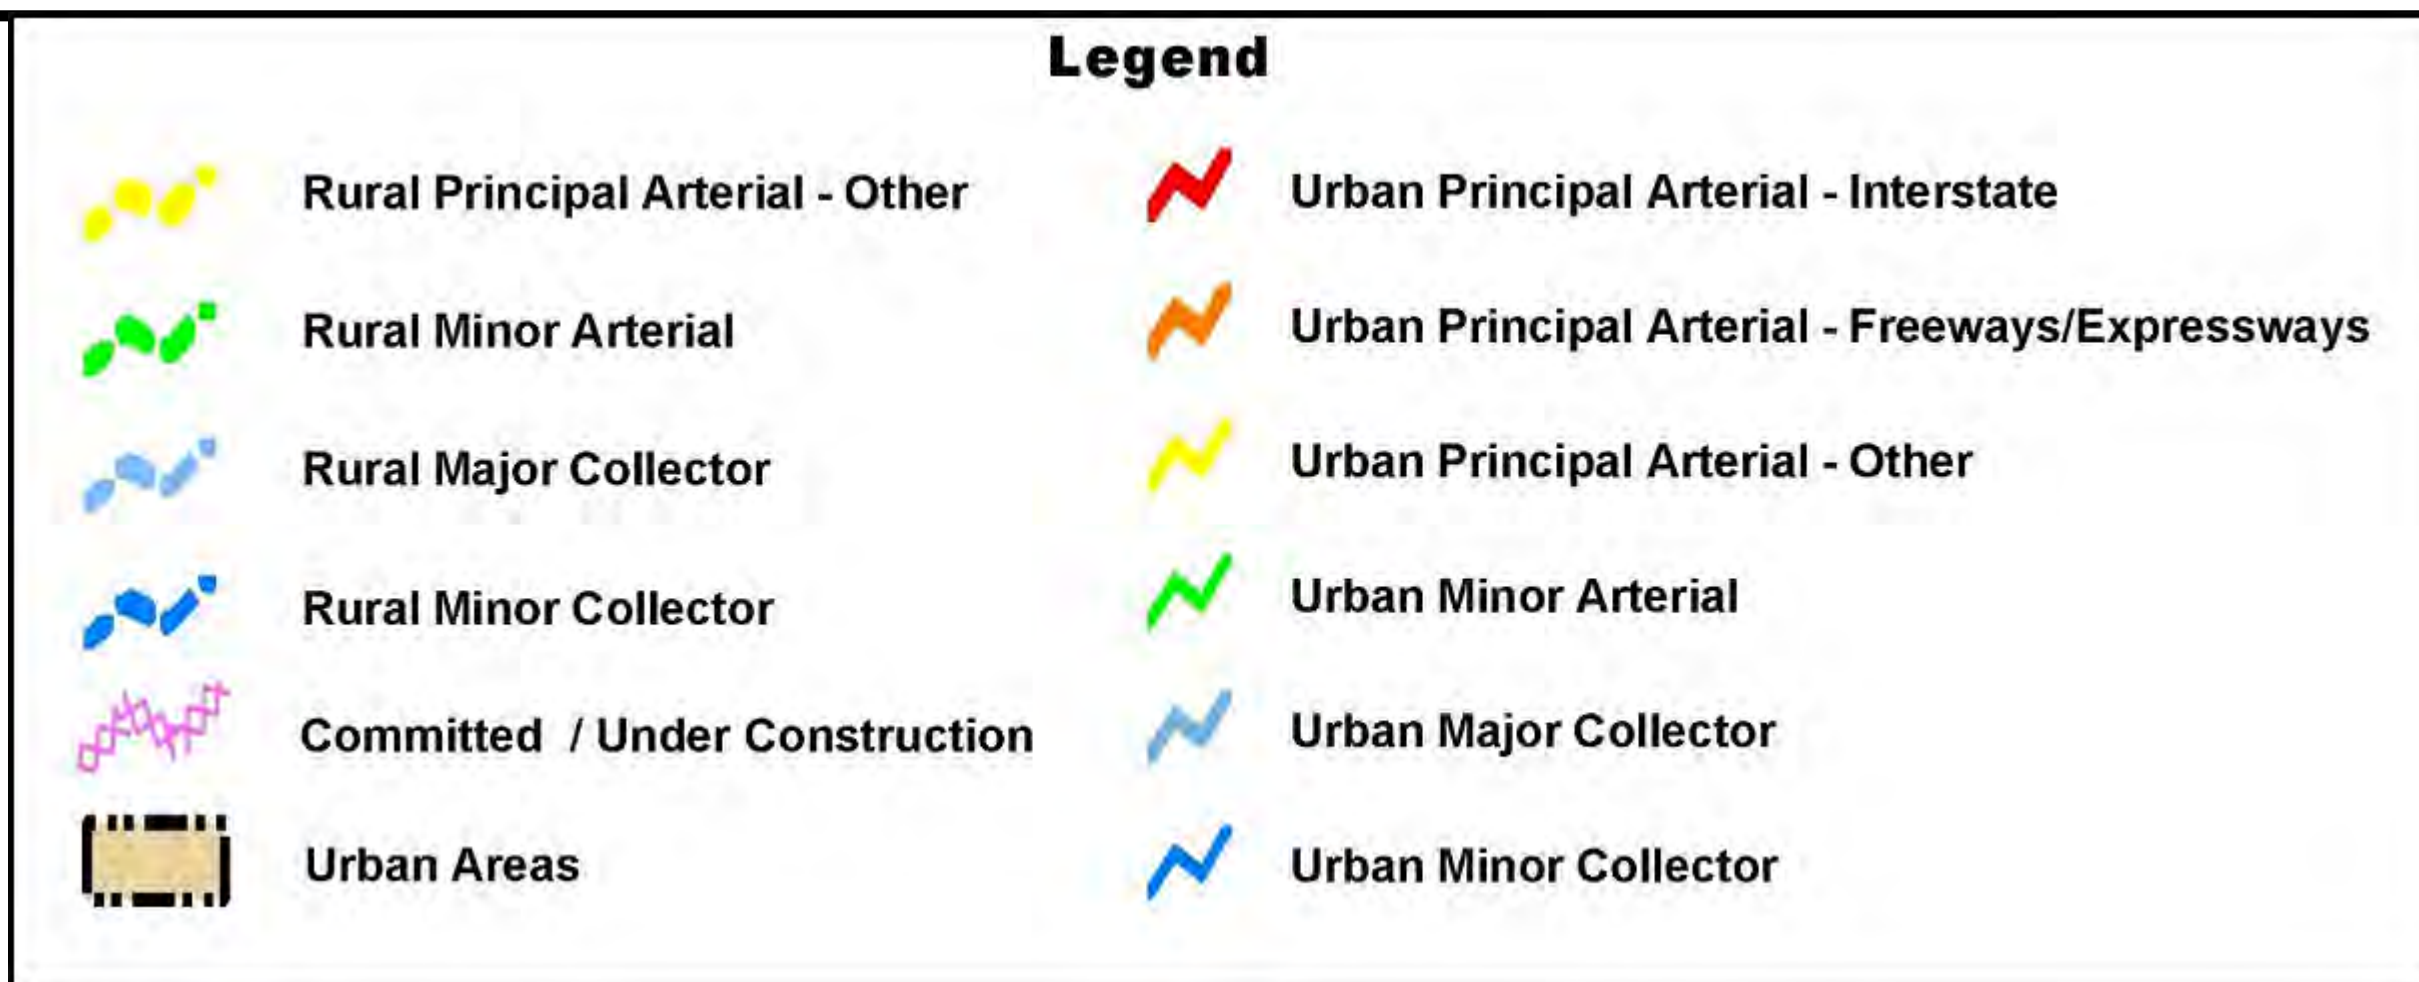 Legend
Rural Principal Arterial - Other
Rural Minor Arterial
Rural Major Collector
Rural Minor Collector
Committed / Under Construction
Urban Areas
Urban Principal Arterial - Interstate
Urban Principal Arterial - Freeways/Expressways
Urban Principal Arterial - Other
Urban Minor Arterial
Urban Major Collector
Urban Minor Collector